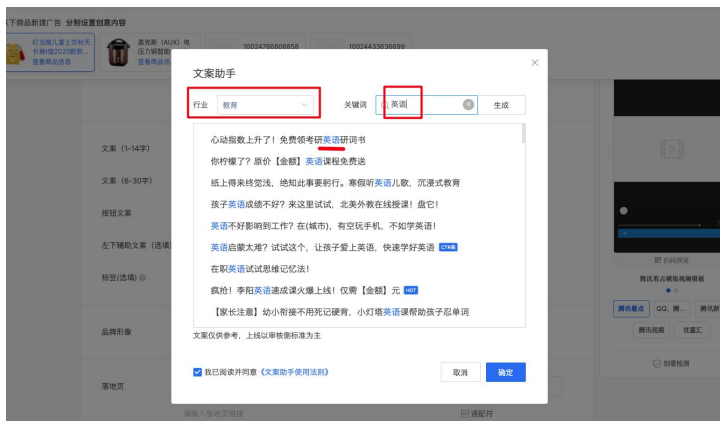 以下商品新建广告 分别设置创意内容
叮当猫儿童上衣秋天
长袖t恤2020新款...
查看商品信息
奥克斯（AUX）电
压力锅智能
查看商品信息
10024766806858
10024433636699
文案助手
行业 教育
关键词 英语
生成
心动指数上升了！免费领考研英语研词书
你柠檬了？原价【金额】英语课程免费送
纸上得来终觉浅，绝知此事要躬行。寒假听英语儿歌，沉浸式教育
孩子英语成绩不好？来这里试试，北美外教在线授课！盘它！
英语不好影响到工作？在{城市}，有空玩手机，不如学英语！
英语启蒙太难？试试这个，让孩子爱上英语，快速学好英语 CTR高
在职英语试试思维记忆法！
疯抢！李阳英语速成课火爆上线！仅需【金额】元 HOT
【家长注意】幼小衔接不用死记硬背，小灯塔英语课帮助孩子忍单词
文案仅供参考，上线以审核侧标准为主
我已阅读并同意《文案助手使用法则》
取消
确定
文案（1-14字）
文案（6-30字）
按钮文案
左下辅助文案（选填
标签(选填)
品牌形象
落地页
请输入落地页链接
通配符
扫码预览
腾讯看点横版视频模板
腾讯看点
QQ、腾...
腾讯新
腾讯视频
优量汇
创意检测